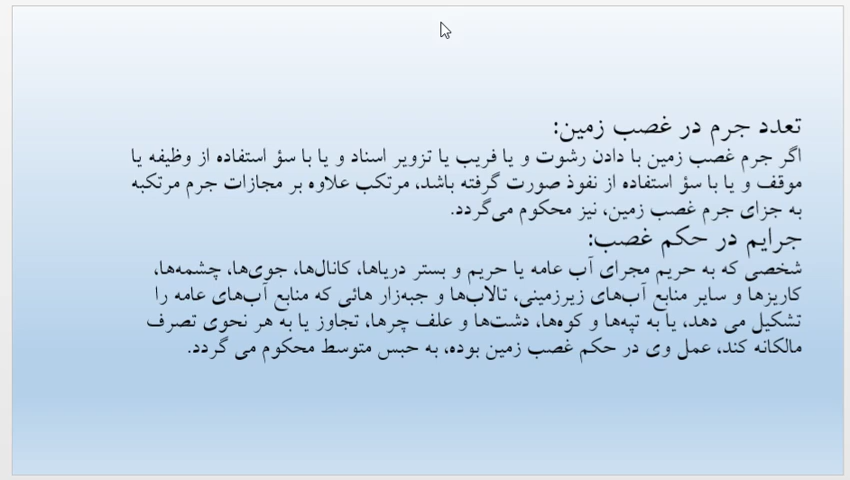 تعدد جرم در غصب زمین:
اگر جرم غصب زمین با دادن رشوت و یا فریب یا تزویر اسناد و یا با سؤ استفاده از وظیفه یا
موقف و یا با سؤ استفاده از نفوذ صورت گرفته باشد، مرتکب علاوه بر مجازات جرم مرتکبه
به جزای جرم غصب زمین، نیز محکوم می‌گردد.
جرایم در حکم غصب:
شخصی که به حریم مجرای آب عامه یا حریم و بستر دریاها، کانال‌ها، جوی‌ها، چشمه‌ها،
کاریزها و سایر منابع آب‌های زیرزمینی، تالاب‌ها و جبه‌زار هائی که منابع آب‌های عامه را
تشکیل می دهد، یا به تپه‌ها و کوه‌ها، دشت‌ها و علف چرها، تجاوز یا به هر نحوی تصرف
مالکانه کند، عمل وی در حکم غصب زمین بوده، به حبس متوسط محکوم می گردد.